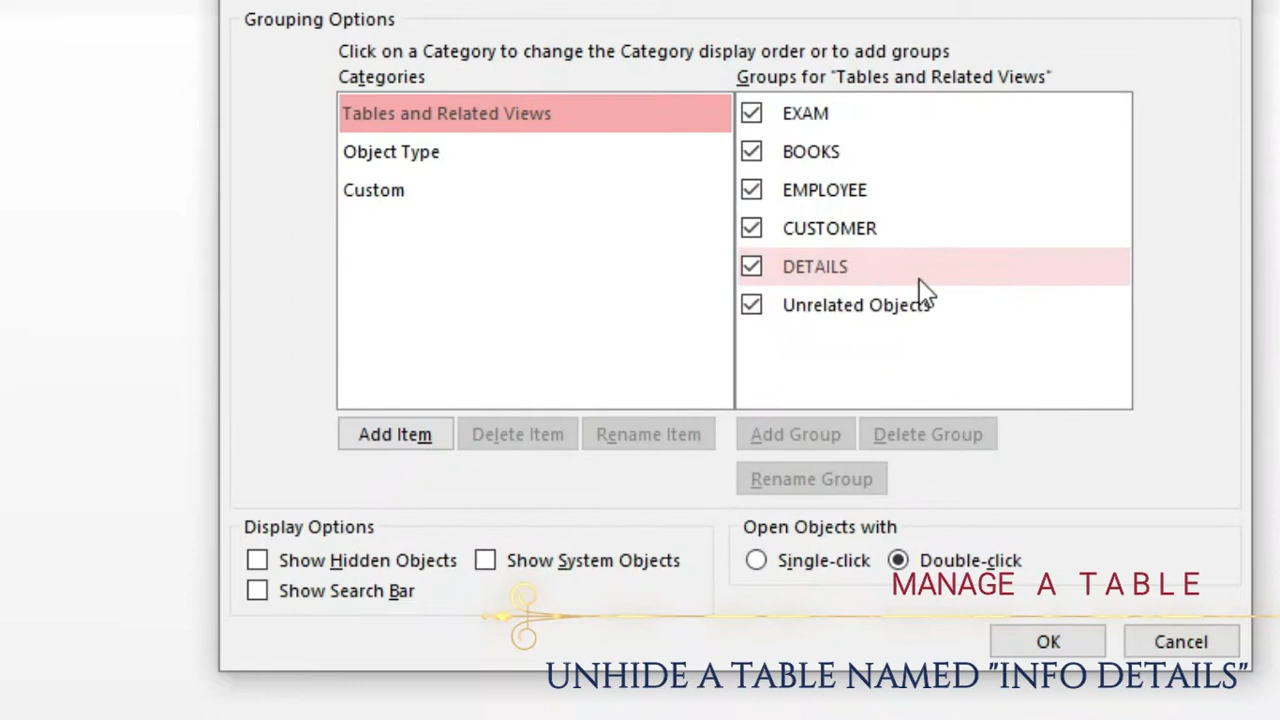 Grouping Options
Click on a Category to change the Category display order or to add groups
Categories
Groups for "Tables and Related Views"
Tables and Related Views
Object Type
Custom
EXAM
BOOKS
EMPLOYEE
CUSTOMER
DETAILS
Unrelated Objects
Add Item
Delete Item
Rename Item
Add Group
Delete Group
Rename Group
Display Options
Show Hidden Objects
Show System Objects
Show Search Bar
Open Objects with
Single-click
Double-click
MANAGE A TABLE
OK
Cancel
UNHIDE A TABLE NAMED "INFO DETAILS"